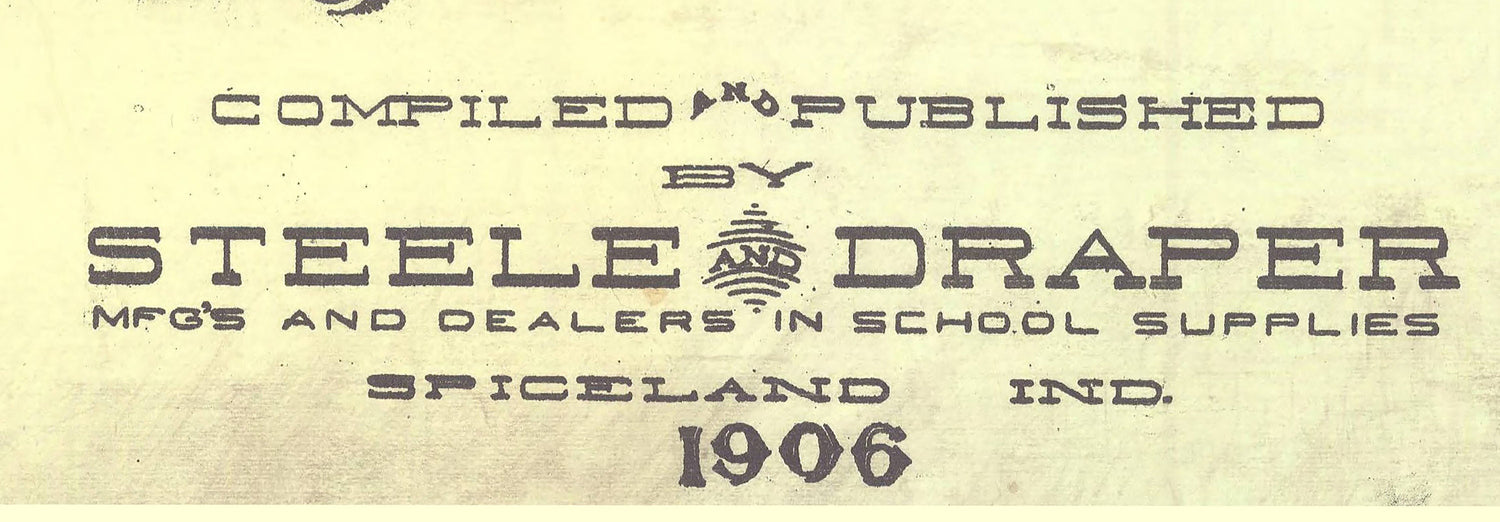 COMPILED AND PUBLISHED
BY
STEELE AND DRAPER
MFG'S AND DEALERS IN SCHOOL SUPPLIES
SPICELAND IND.
1906